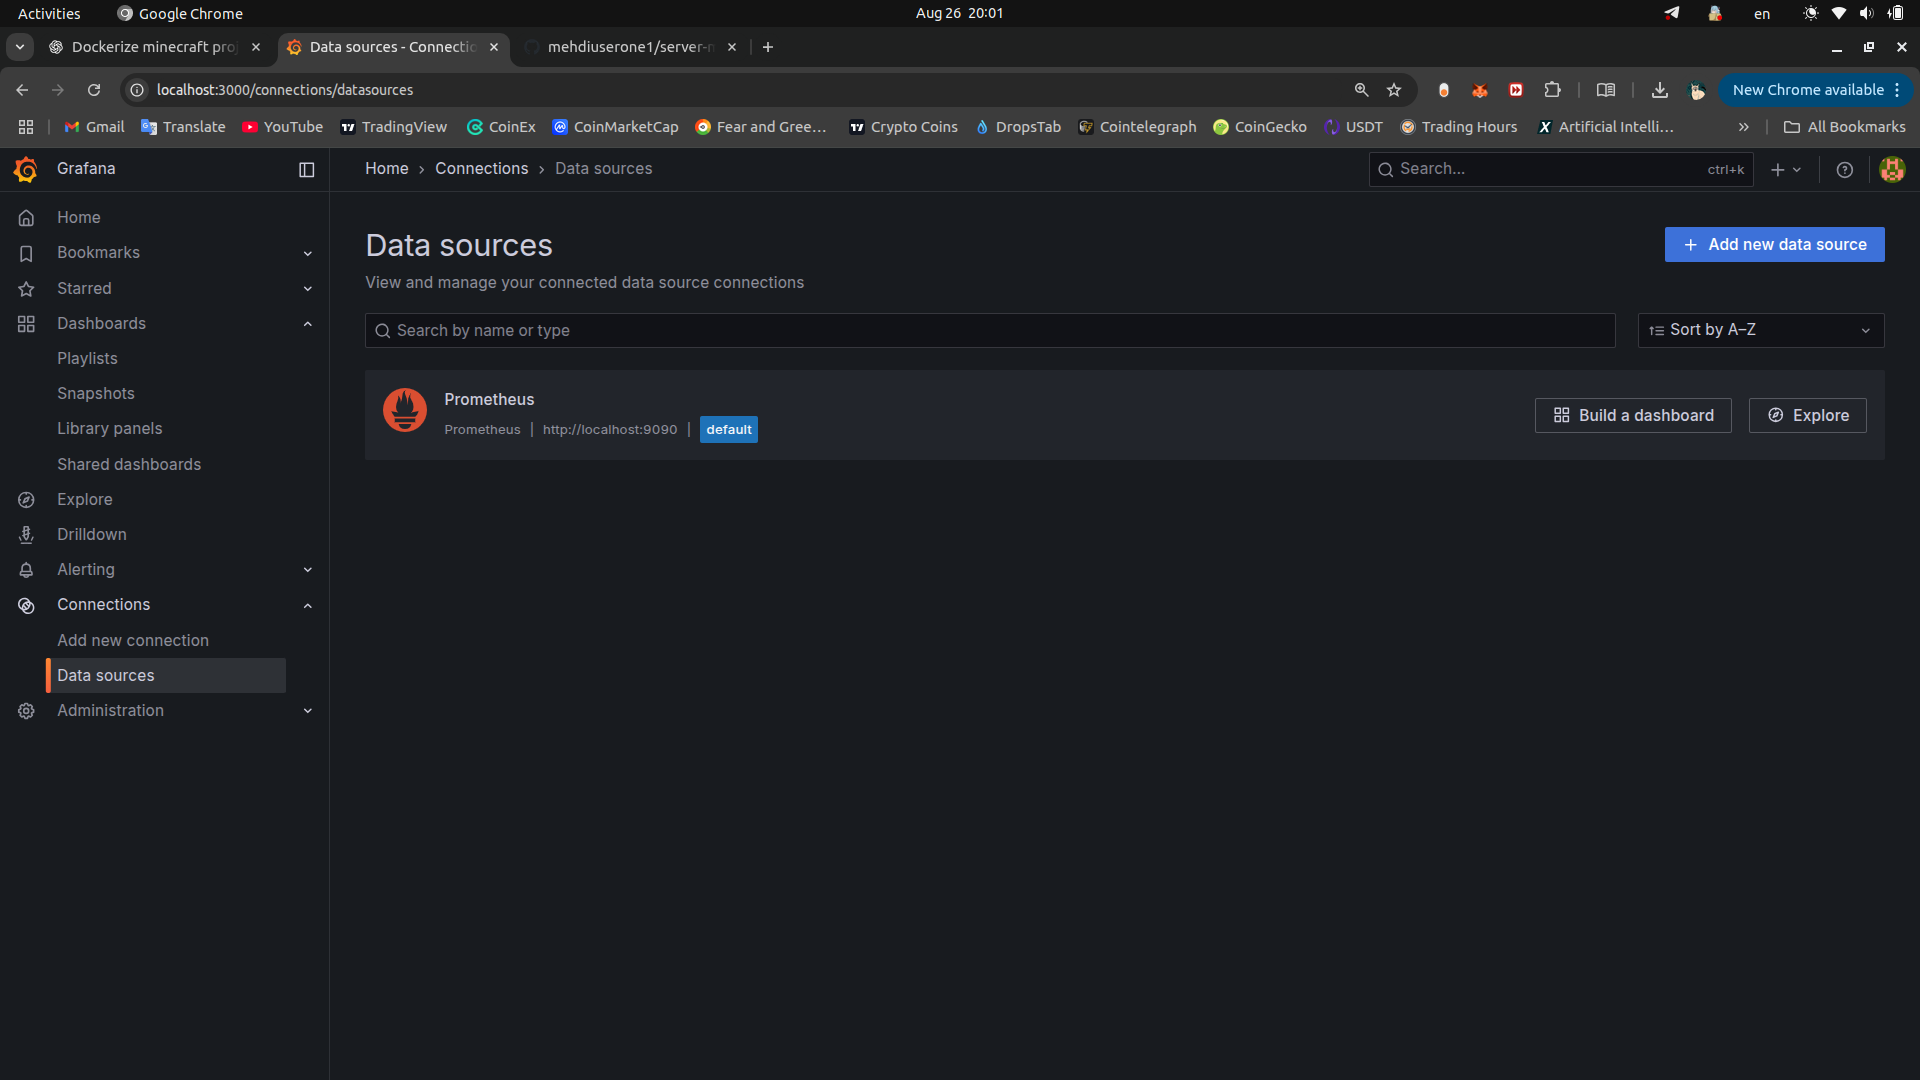 Activities Google Chrome Aug 26 20:01 en
Dockerize minecraft proj Data sources - Connectio mehdiuserone1/server-m
localhost:3000/connections/datasources New Chrome available
Gmail Translate YouTube TradingView CoinEx CoinMarketCap Fear and Gree... Crypto Coins DropsTab Cointelegraph CoinGecko USDT Trading Hours Artificial Intelli... » All Bookmarks
Grafana
Home › Connections › Data sources
Search... ctrl+k
Home
Bookmarks
Starred
Dashboards
Playlists
Snapshots
Library panels
Shared dashboards
Explore
Drilldown
Alerting
Connections
Add new connection
Data sources
Administration
Data sources
+ Add new data source
View and manage your connected data source connections
Search by name or type
Sort by A–Z
Prometheus
Prometheus | http://localhost:9090 | default
Build a dashboard
Explore